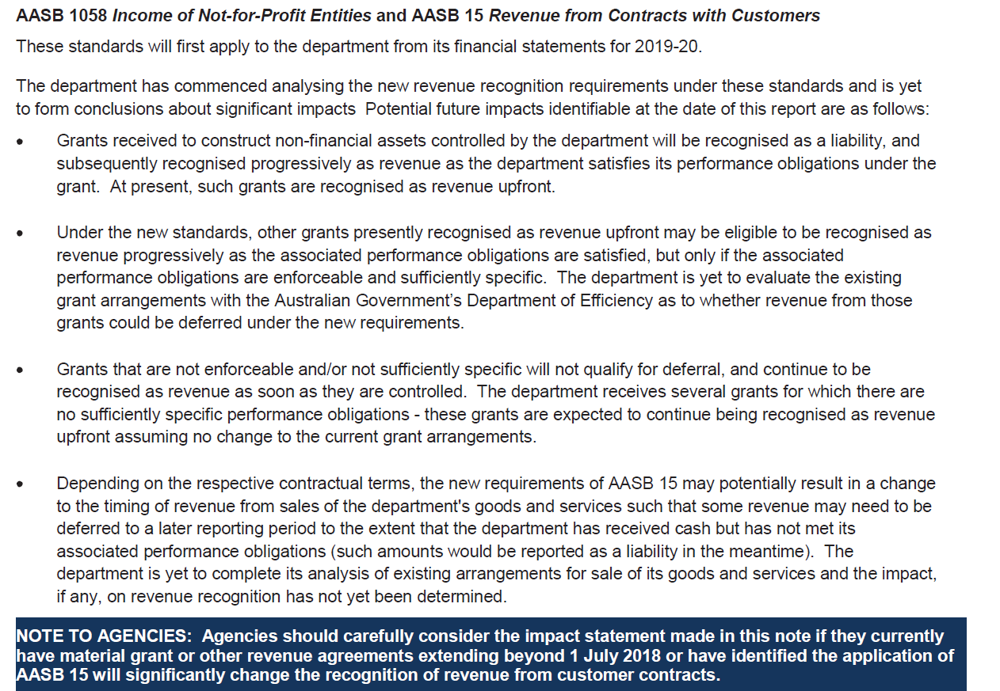 AASB 1058 Income of Not-for-Profit Entities and AASB 15 Revenue from Contracts with Customers
These standards will first apply to the department from its financial statements for 2019-20.
The department has commenced analysing the new revenue recognition requirements under these standards and is yet
to form conclusions about significant impacts  Potential future impacts identifiable at the date of this report are as follows:
• Grants received to construct non-financial assets controlled by the department will be recognised as a liability, and
subsequently recognised progressively as revenue as the department satisfies its performance obligations under the
grant.  At present, such grants are recognised as revenue upfront.
• Under the new standards, other grants presently recognised as revenue upfront may be eligible to be recognised as
revenue progressively as the associated performance obligations are satisfied, but only if the associated
performance obligations are enforceable and sufficiently specific.  The department is yet to evaluate the existing
grant arrangements with the Australian Government's Department of Efficiency as to whether revenue from those
grants could be deferred under the new requirements.
• Grants that are not enforceable and/or not sufficiently specific will not qualify for deferral, and continue to be
recognised as revenue as soon as they are controlled.  The department receives several grants for which there are
no sufficiently specific performance obligations - these grants are expected to continue being recognised as revenue
upfront assuming no change to the current grant arrangements.
• Depending on the respective contractual terms, the new requirements of AASB 15 may potentially result in a change
to the timing of revenue from sales of the department's goods and services such that some revenue may need to be
deferred to a later reporting period to the extent that the department has received cash but has not met its
associated performance obligations (such amounts would be reported as a liability in the meantime).  The
department is yet to complete its analysis of existing arrangements for sale of its goods and services and the impact,
if any, on revenue recognition has not yet been determined.
NOTE TO AGENCIES:  Agencies should carefully consider the impact statement made in this note if they currently
have material grant or other revenue agreements extending beyond 1 July 2018 or have identified the application of
AASB 15 will significantly change the recognition of revenue from customer contracts.